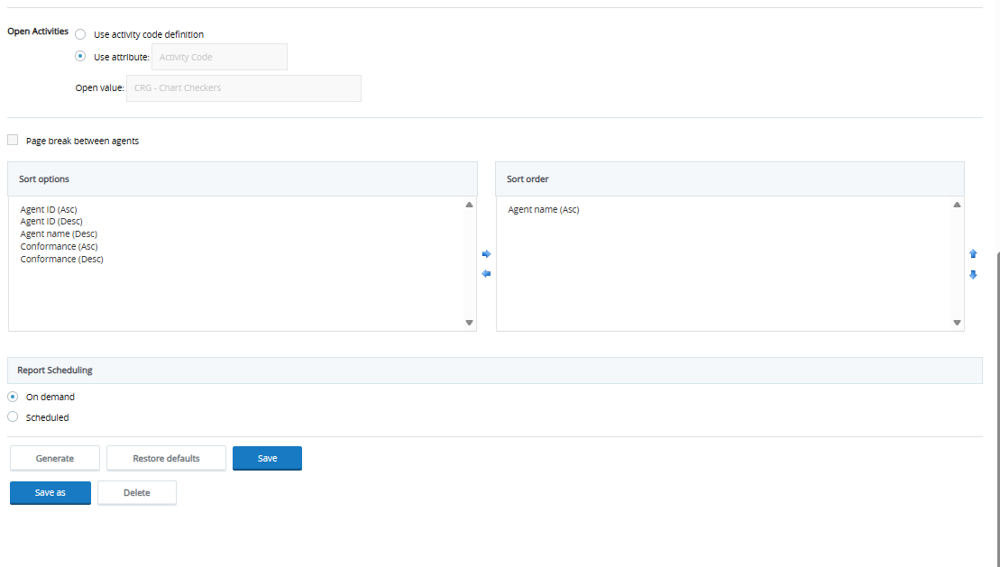 Open Activities
Use activity code definition
Use attribute: Activity Code
Open value: CRG - Chart Checkers
Page break between agents
Sort options
Agent ID (Asc)
Agent ID (Desc)
Agent name (Desc)
Conformance (Asc)
Conformance (Desc)
Sort order
Agent name (Asc)
Report Scheduling
On demand
Scheduled
Generate Restore defaults Save
Save as Delete